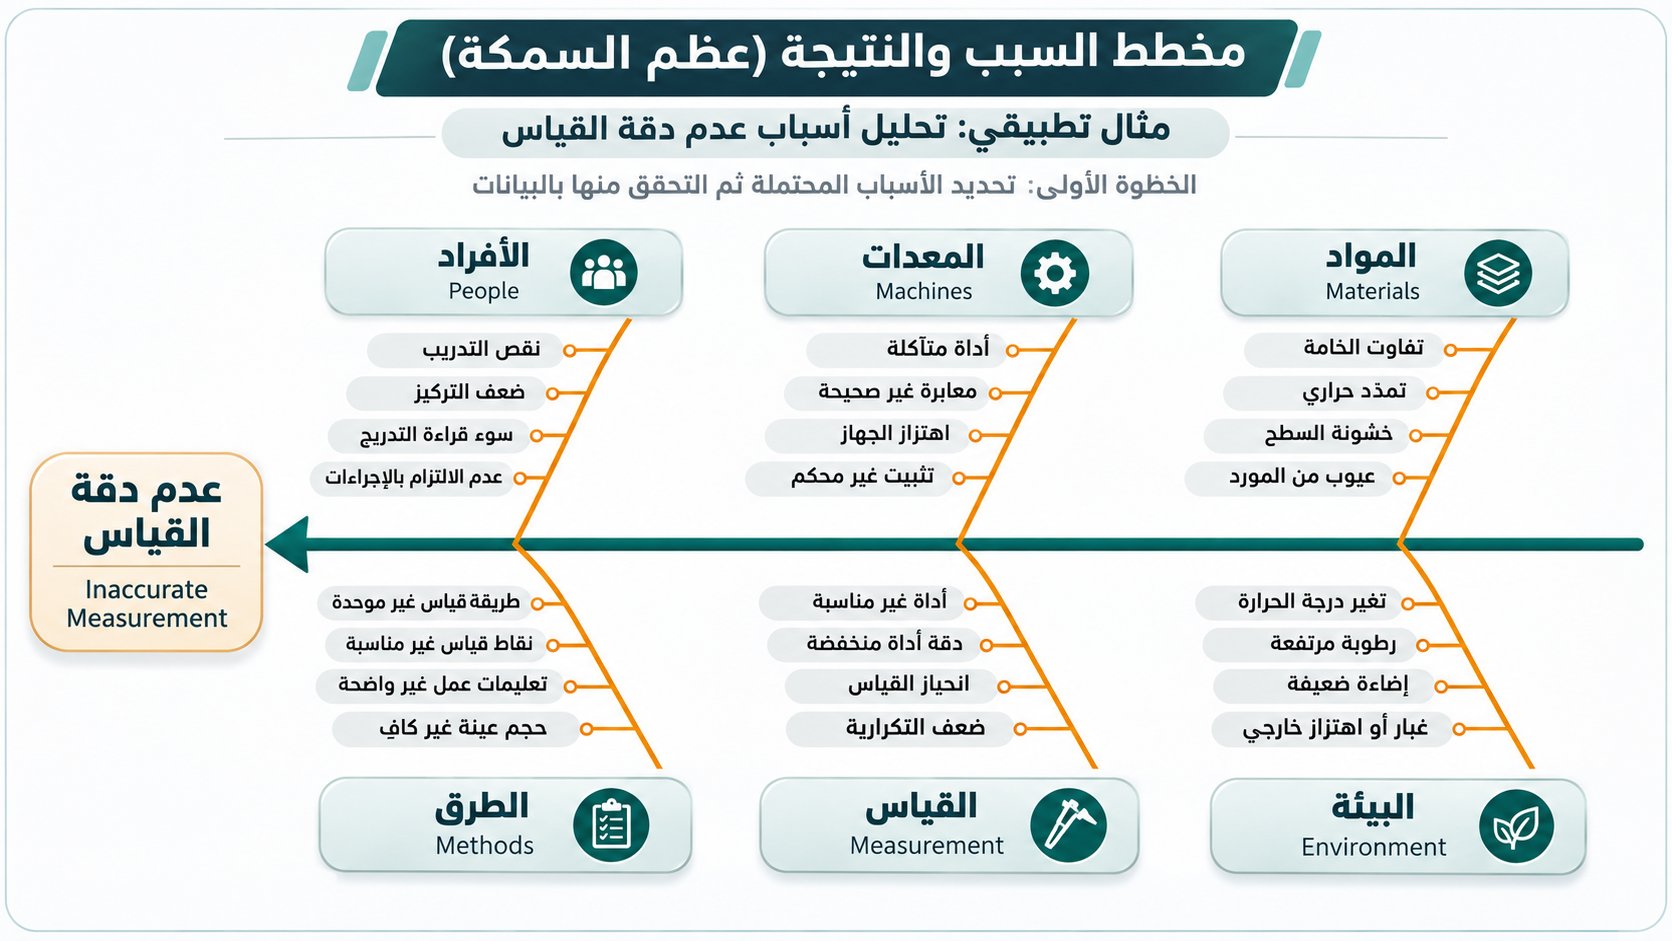 مخطط السبب والنتيجة (عظم السمكة)
مثال تطبيقي: تحليل أسباب عدم دقة القياس
الخظوة الأولى: تحديد الأسباب المحتملة ثم التحقق منها بالبيانات
المواد
Materials
تفاوت الخامة
تمدّد حراري
خشونة السطح
عيوب من المورد
المعدات
Machines
أداة متآكلة
معابرة غير صحيحة
اهتزاز الجهاز
تثبيت غير محكم
الأفراد
People
نقص التدريب
ضعف التركيز
سوء قراءة التدريج
عدم الالتزام بالإجراءات
عدم دقة
القياس
Inaccurate
Measurement
تغير درجة الحرارة
رطوبة مرتفعة
إضاءة ضعيفة
غبار أو اهتزاز خارجي
البيئة
Environment
أداة غير مناسبة
دقة أداة منخفضة
انحياز القياس
ضعف التكرارية
القياس
Measurement
طريقة قياس غير موحدة
نقاط قياس غير مناسبة
تعليمات عمل غير واضحة
حجم عينة غير كافٍ
الطرق
Methods